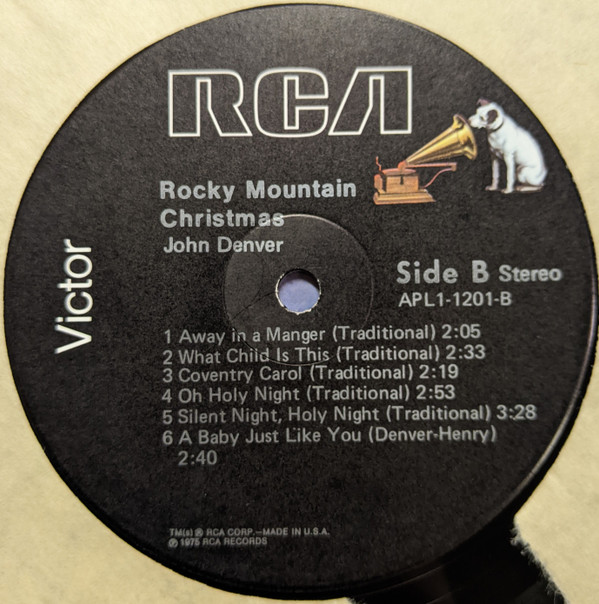 RCA
Rocky Mountain
Christmas
John Denver
Victor
Side B Stereo
APL1-1201-B
1 Away in a Manger (Traditional) 2:05
2 What Child Is This (Traditional) 2:33
3 Coventry Carol (Traditional) 2:19
4 Oh Holy Night (Traditional) 2:53
5 Silent Night, Holy Night (Traditional) 3:28
6 A Baby Just Like You (Denver-Henry)
2:40
TM(s) ® RCA CORP.—MADE IN U.S.A.
℗ 1975 RCA RECORDS